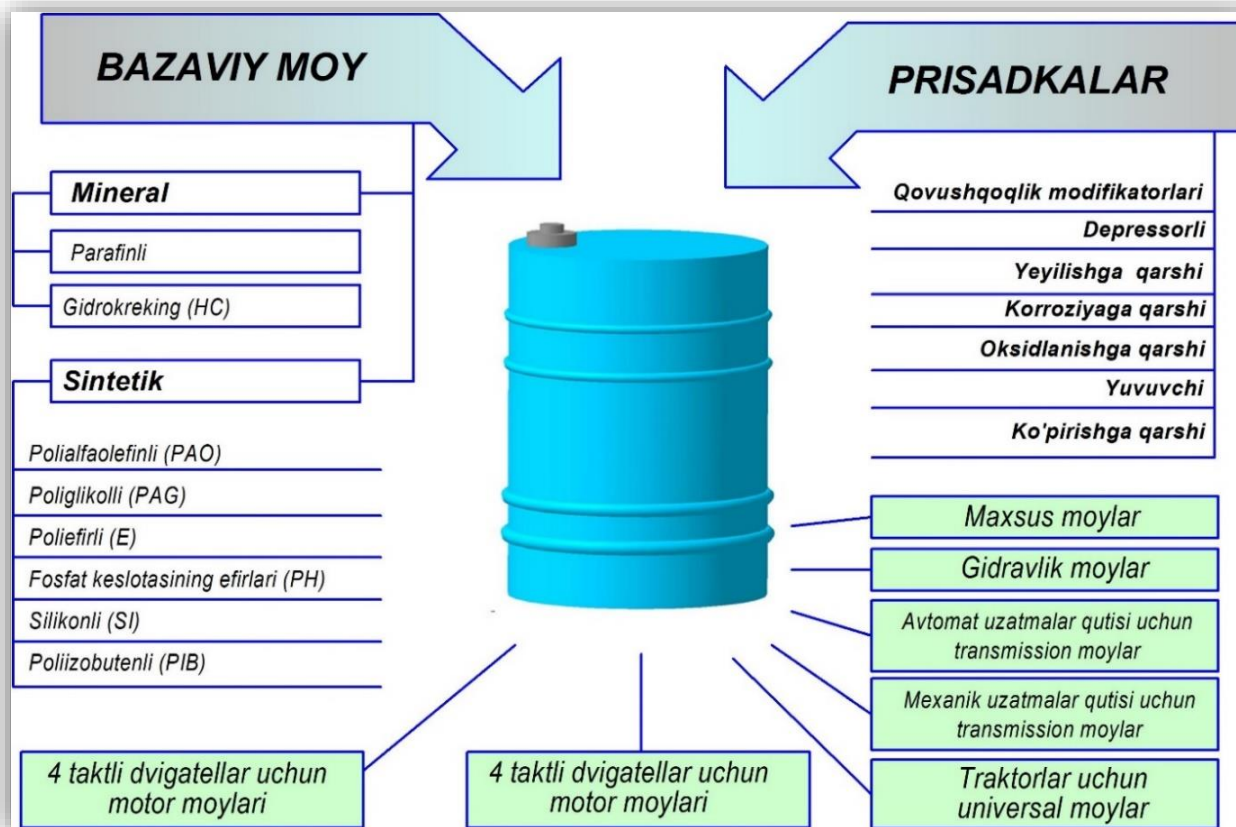 BAZAVIY MOY
PRISADKALAR
Mineral
Parafinli
Gidrokreking (HC)
Sintetik
Polialfaolefinli (PAO)
Poliglikolli (PAG)
Poliefirli (E)
Fosfat keslotasining efirlari (PH)
Silikonli (SI)
Poliizobutenli (PIB)
Qovushqoqlik modifikatorlari
Depressorli
Yeyilishga qarshi
Korroziyaga qarshi
Oksidlanishga qarshi
Yuvuvchi
Ko'pirishga qarshi
Maxsus moylar
Gidravlik moylar
Avtomat uzatmalar qutisi uchun
transmission moylar
Mexanik uzatmalar qutisi uchun
transmission moylar
4 taktli dvigatellar uchun
motor moylari
4 taktli dvigatellar uchun
motor moylari
Traktorlar uchun
universal moylar